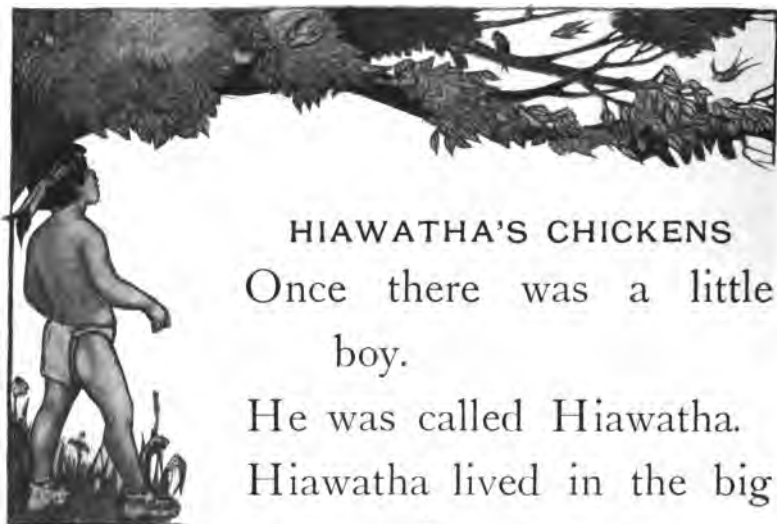 HIAWATHA'S CHICKENS
Once there was a little
boy.
He was called Hiawatha.
Hiawatha lived in the big